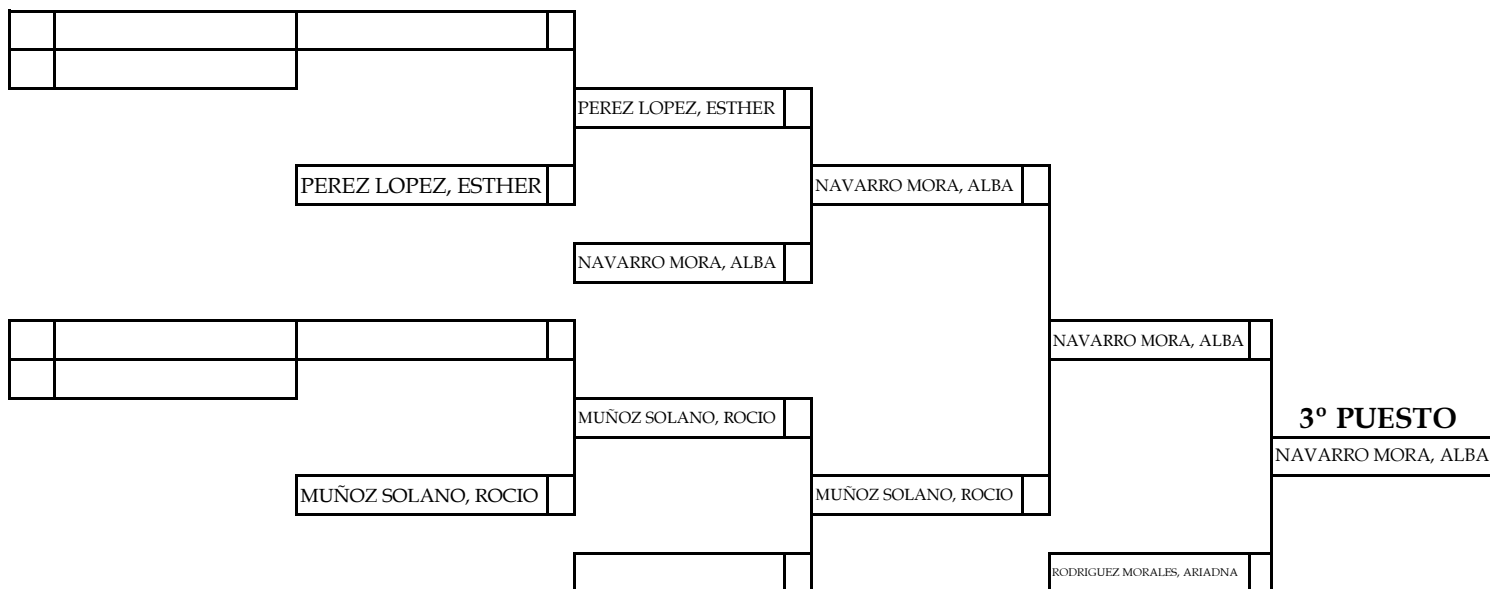 PEREZ LOPEZ, ESTHER
PEREZ LOPEZ, ESTHER
NAVARRO MORA, ALBA
NAVARRO MORA, ALBA
NAVARRO MORA, ALBA
MUÑOZ SOLANO, ROCIO
3º PUESTO
NAVARRO MORA, ALBA
MUÑOZ SOLANO, ROCIO
MUÑOZ SOLANO, ROCIO
RODRIGUEZ MORALES, ARIADNA